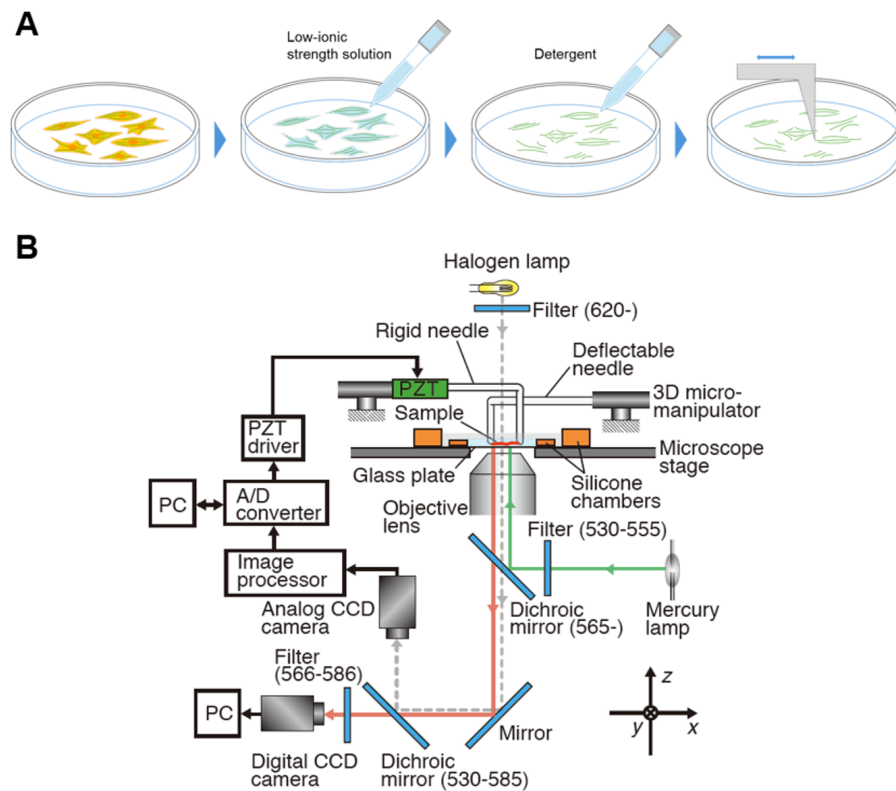 A
Low-ionic
strength solution
Detergent
B
Halogen lamp
Filter (620-)
Rigid needle
Deflectable
needle
PZT
3D micro-
manipulator
Sample
PZT
driver
Glass plate
Microscope
stage
Silicone
chambers
PC
A/D
converter
Objective
lens
Filter (530-555)
Image
processor
Analog CCD
camera
Dichroic
mirror (565-)
Mercury
lamp
Filter
(566-586)
PC
Mirror
Digital CCD
camera
Dichroic
mirror (530-585)
z
y
x